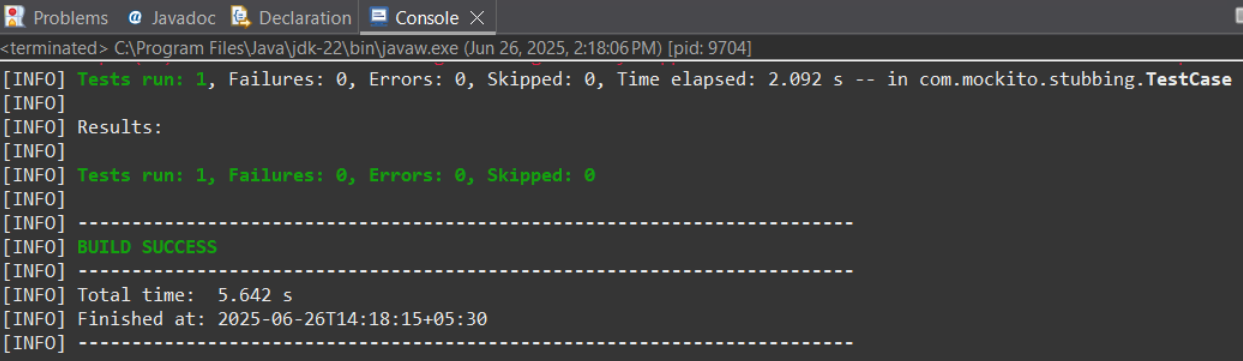 Problems Javadoc Declaration Console
<terminated> C:\Program Files\Java\jdk-22\bin\javaw.exe (Jun 26, 2025, 2:18:06 PM) [pid: 9704]
[INFO] Tests run: 1, Failures: 0, Errors: 0, Skipped: 0, Time elapsed: 2.092 s -- in com.mockito.stubbing.TestCase
[INFO]
[INFO] Results:
[INFO]
[INFO] Tests run: 1, Failures: 0, Errors: 0, Skipped: 0
[INFO]
[INFO] ------------------------------------------------------------------------
[INFO] BUILD SUCCESS
[INFO] ------------------------------------------------------------------------
[INFO] Total time:  5.642 s
[INFO] Finished at: 2025-06-26T14:18:15+05:30
[INFO] ------------------------------------------------------------------------